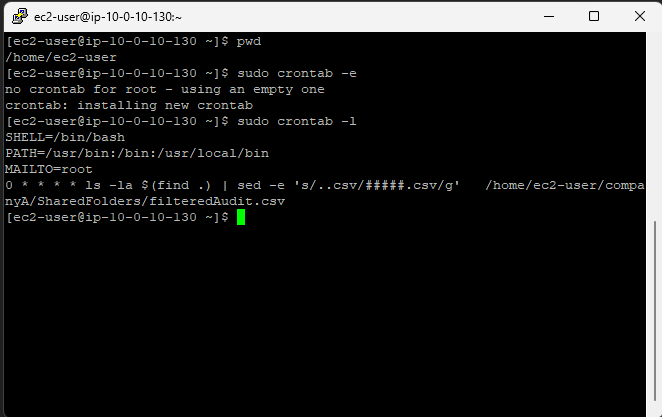 ec2-user@ip-10-0-10-130:~
[ec2-user@ip-10-0-10-130 ~]$ pwd
/home/ec2-user
[ec2-user@ip-10-0-10-130 ~]$ sudo crontab -e
no crontab for root - using an empty one
crontab: installing new crontab
[ec2-user@ip-10-0-10-130 ~]$ sudo crontab -l
SHELL=/bin/bash
PATH=/usr/bin:/bin:/usr/local/bin
MAILTO=root
0 * * * * ls -la $(find .) | sed -e 's/..csv/#####.csv/g'   /home/ec2-user/compa
nyA/SharedFolders/filteredAudit.csv
[ec2-user@ip-10-0-10-130 ~]$